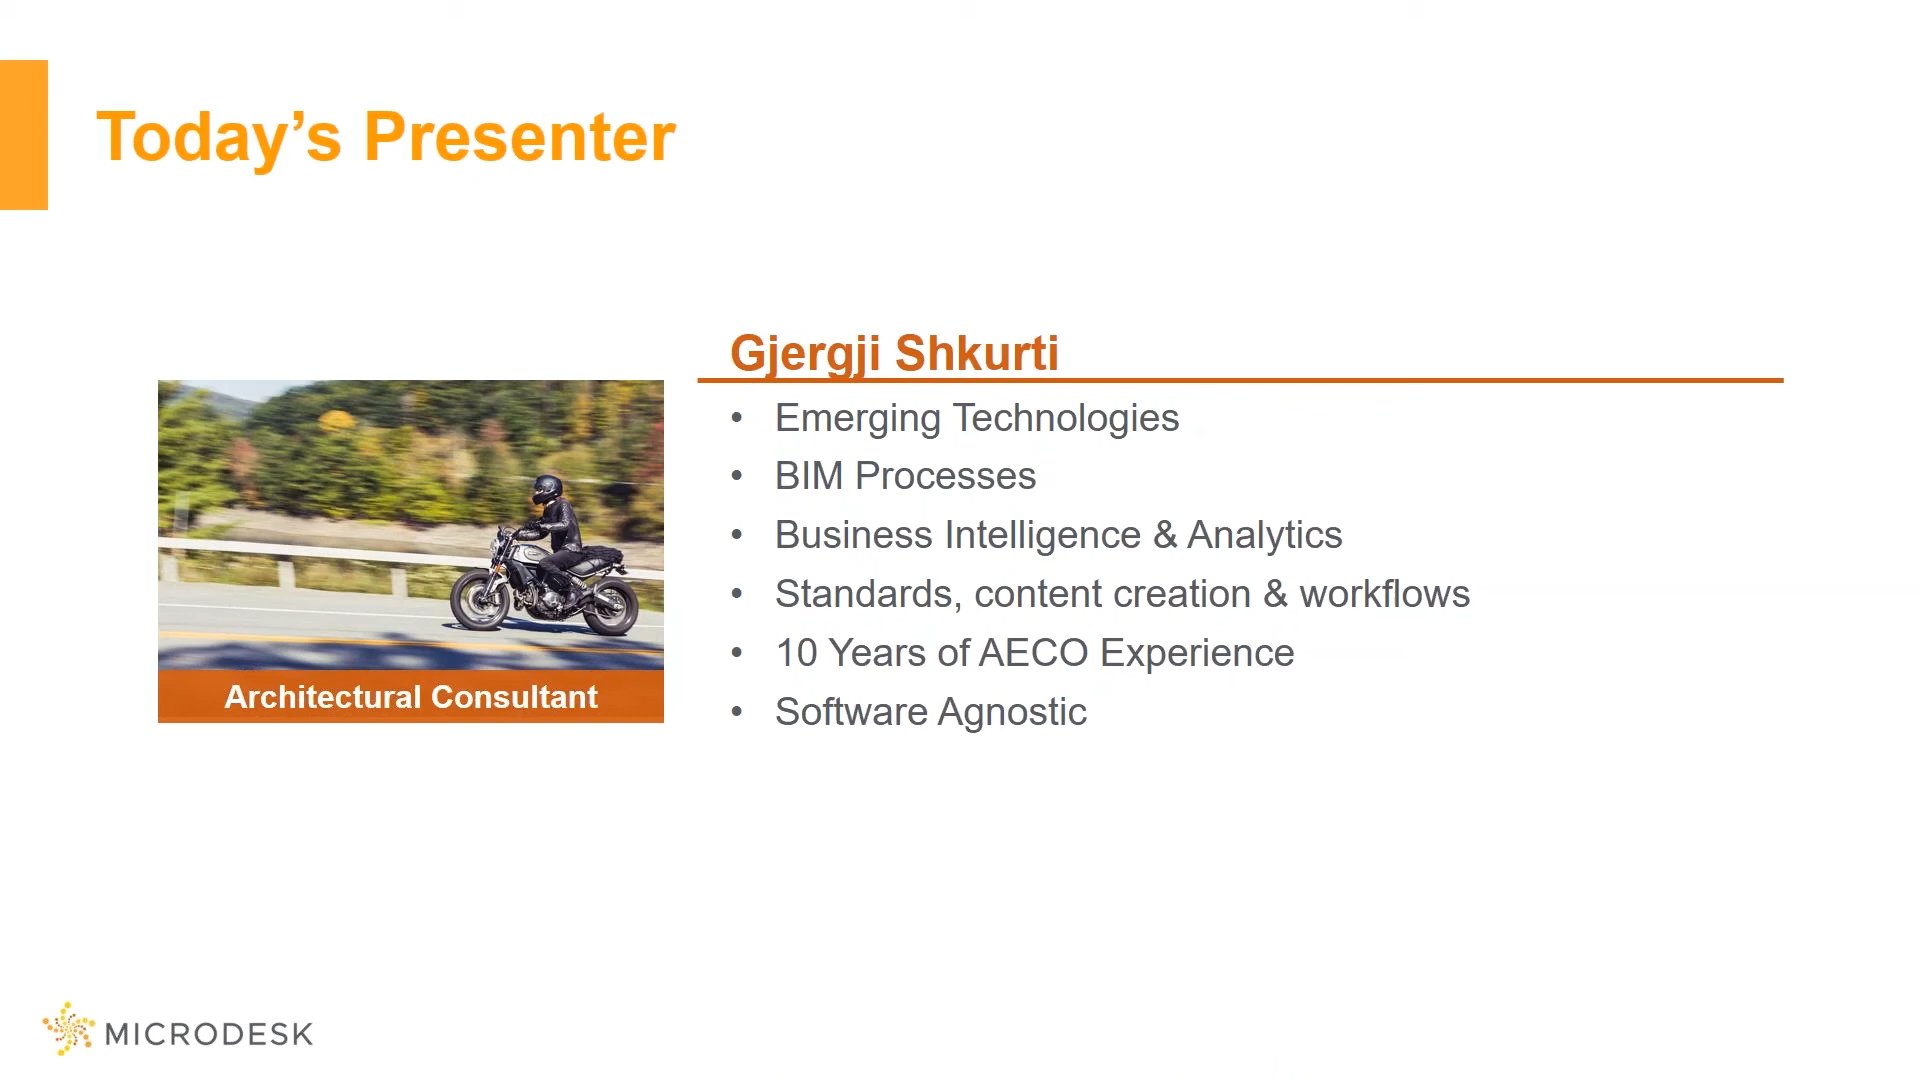 Today’s Presenter
Gjergji Shkurti
• Emerging Technologies
• BIM Processes
• Business Intelligence & Analytics
• Standards, content creation & workflows
• 10 Years of AECO Experience
• Software Agnostic
Architectural Consultant
MICRODESK